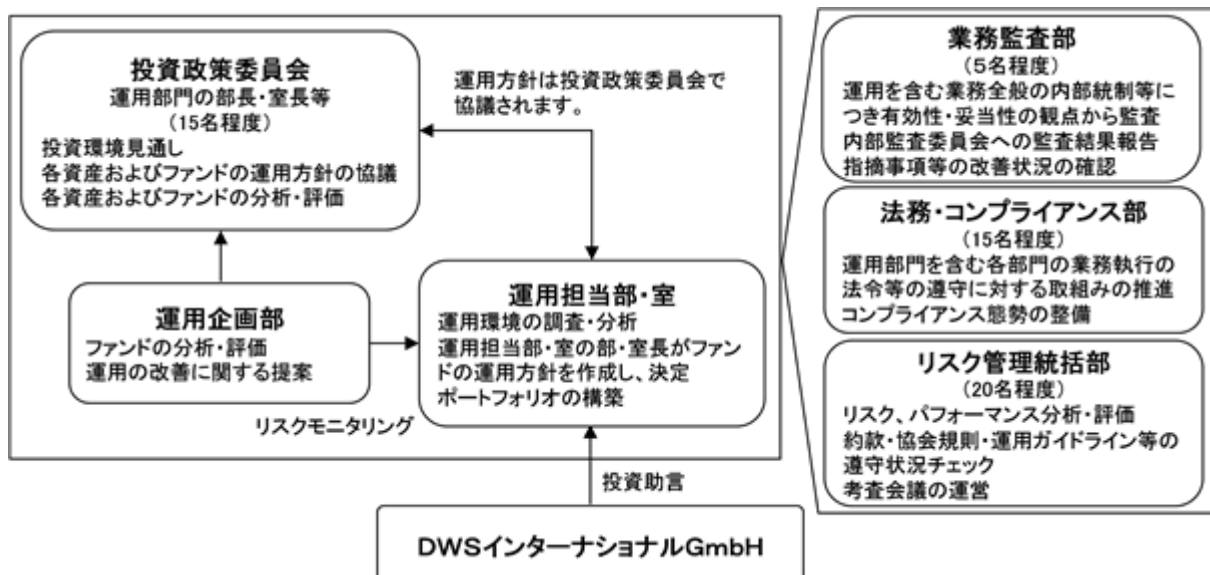 投資政策委員会
運用部門の部長・室長等
(15名程度)
投資環境見通し
各資産およびファンドの運用方針の協議
各資産およびファンドの分析・評価
運用方針は投資政策委員会で
協議されます。
運用企画部
ファンドの分析・評価
運用の改善に関する提案
運用担当部・室
運用環境の調査・分析
運用担当部・室の部・室長がファン
ドの運用方針を作成し、決定
ポートフォリオの構築
リスクモニタリング
投資助言
DWSインターナショナルGmbH
業務監査部
(5名程度)
運用を含む業務全般の内部統制等に
つき有効性・妥当性の観点から監査
内部監査委員会への監査結果報告
指摘事項等の改善状況の確認
法務・コンプライアンス部
(15名程度)
運用部門を含む各部門の業務執行の
法令等の遵守に対する取組みの推進
コンプライアンス態勢の整備
リスク管理統括部
(20名程度)
リスク、パフォーマンス分析・評価
約款・協会規則・運用ガイドライン等の
遵守状況チェック
考査会議の運営